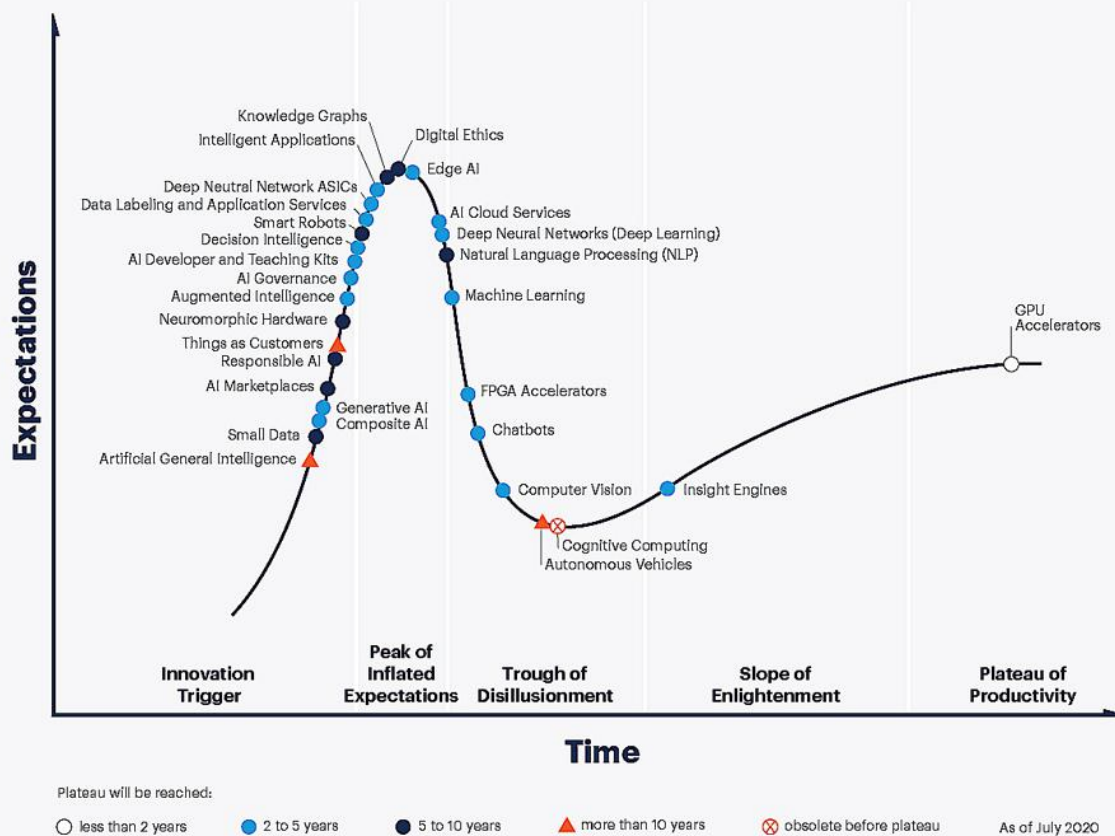 Knowledge Graphs
Digital Ethics
Intelligent Applications
Edge AI
Deep Neutral Network ASICs
Data Labeling and Application Services
AI Cloud Services
Smart Robots
Deep Neural Networks (Deep Learning)
Decision Intelligence
Natural Language Processing (NLP)
AI Developer and Teaching Kits
AI Governance
Augmented Intelligence
Machine Learning
Neuromorphic Hardware
GPU
Accelerators
Things as Customers
Responsible AI
AI Marketplaces
FPGA Accelerators
Generative AI
Composite AI
Small Data
Chatbots
Artificial General Intelligence
Computer Vision
Insight Engines
Cognitive Computing
Autonomous Vehicles
Expectations
Innovation
Trigger
Peak of
Inflated
Expectations
Trough of
Disillusionment
Slope of
Enlightenment
Plateau of
Productivity
Time
Plateau will be reached:
less than 2 years
2 to 5 years
5 to 10 years
more than 10 years
obsolete before plateau
As of July 2020